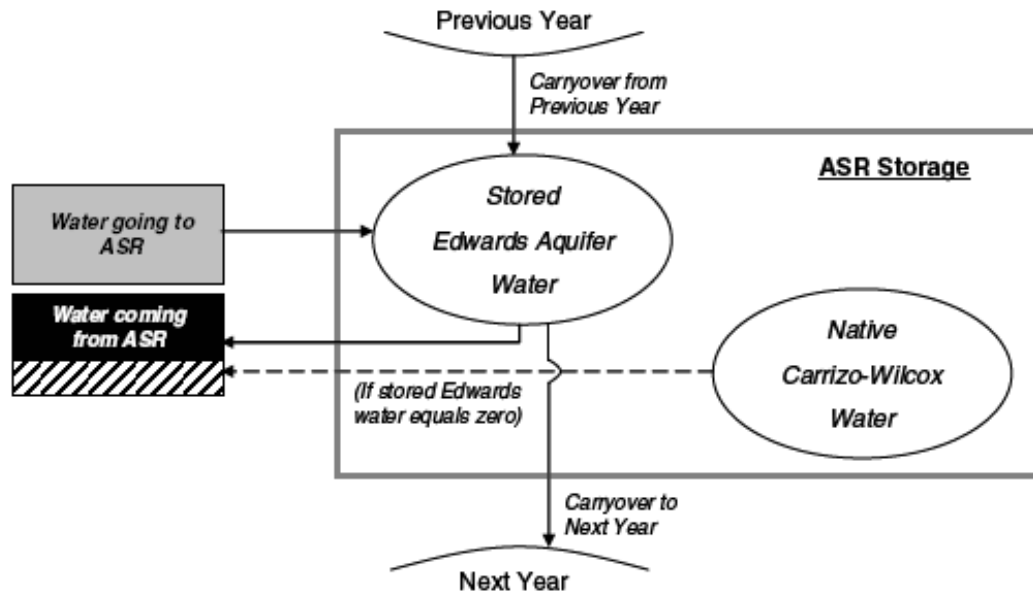 Previous Year
Carryover from
Previous Year
ASR Storage
Stored
Edwards Aquifer
Water
Water going to
ASR
Water coming
from ASR
Native
Carrizo-Wilcox
Water
(If stored Edwards
water equals zero)
Carryover to
Next Year
Next Year